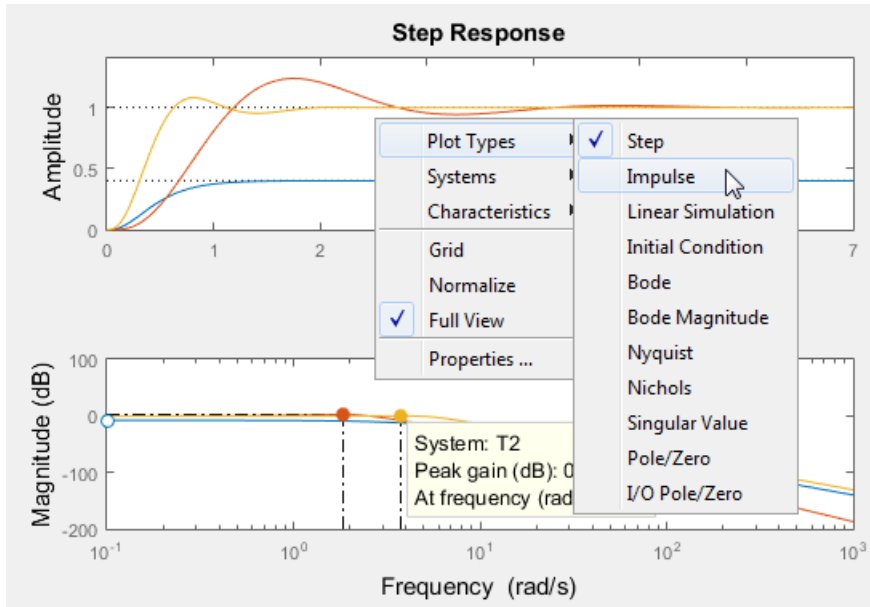 Step Response
Amplitude
1
0.5
0
0
1
2
7
Plot Types
Systems
Characteristics
Grid
Normalize
Full View
Properties ...
Step
Impulse
Linear Simulation
Initial Condition
Bode
Bode Magnitude
Nyquist
Nichols
Singular Value
Pole/Zero
I/O Pole/Zero
Magnitude (dB)
100
0
-100
-200
System: T2
Peak gain (dB): 0
At frequency (rad
10^-1
10^0
10^1
10^2
10^3
Frequency (rad/s)